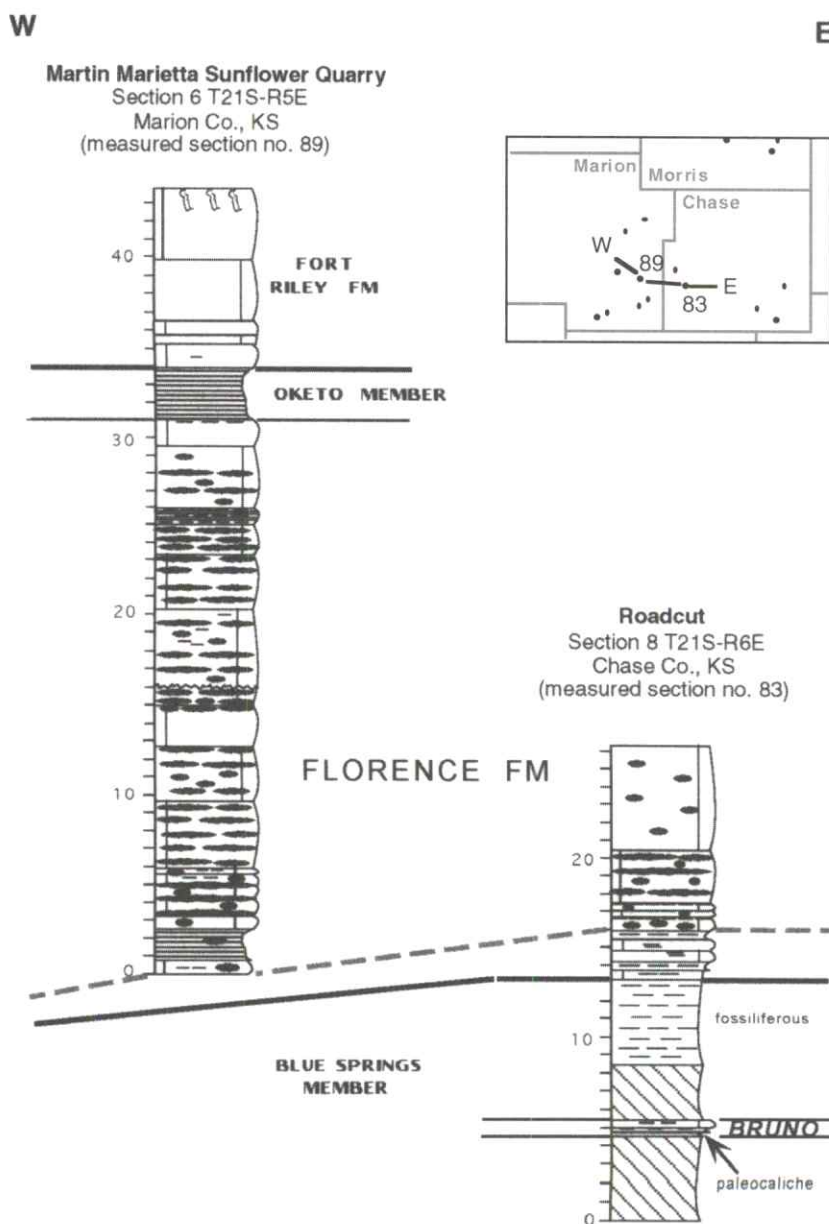 W
E
Martin Marietta Sunflower Quarry
Section 6 T21S-R5E
Marion Co., KS
(measured section no. 89)
Marion
Morris
Chase
W
89
E
83
40
FORT
RILEY FM
OKETO MEMBER
30
20
Roadcut
Section 8 T21S-R6E
Chase Co., KS
(measured section no. 83)
FLORENCE FM
10
20
0
fossiliferous
10
BLUE SPRINGS
MEMBER
BRUNO
paleocaliche
0